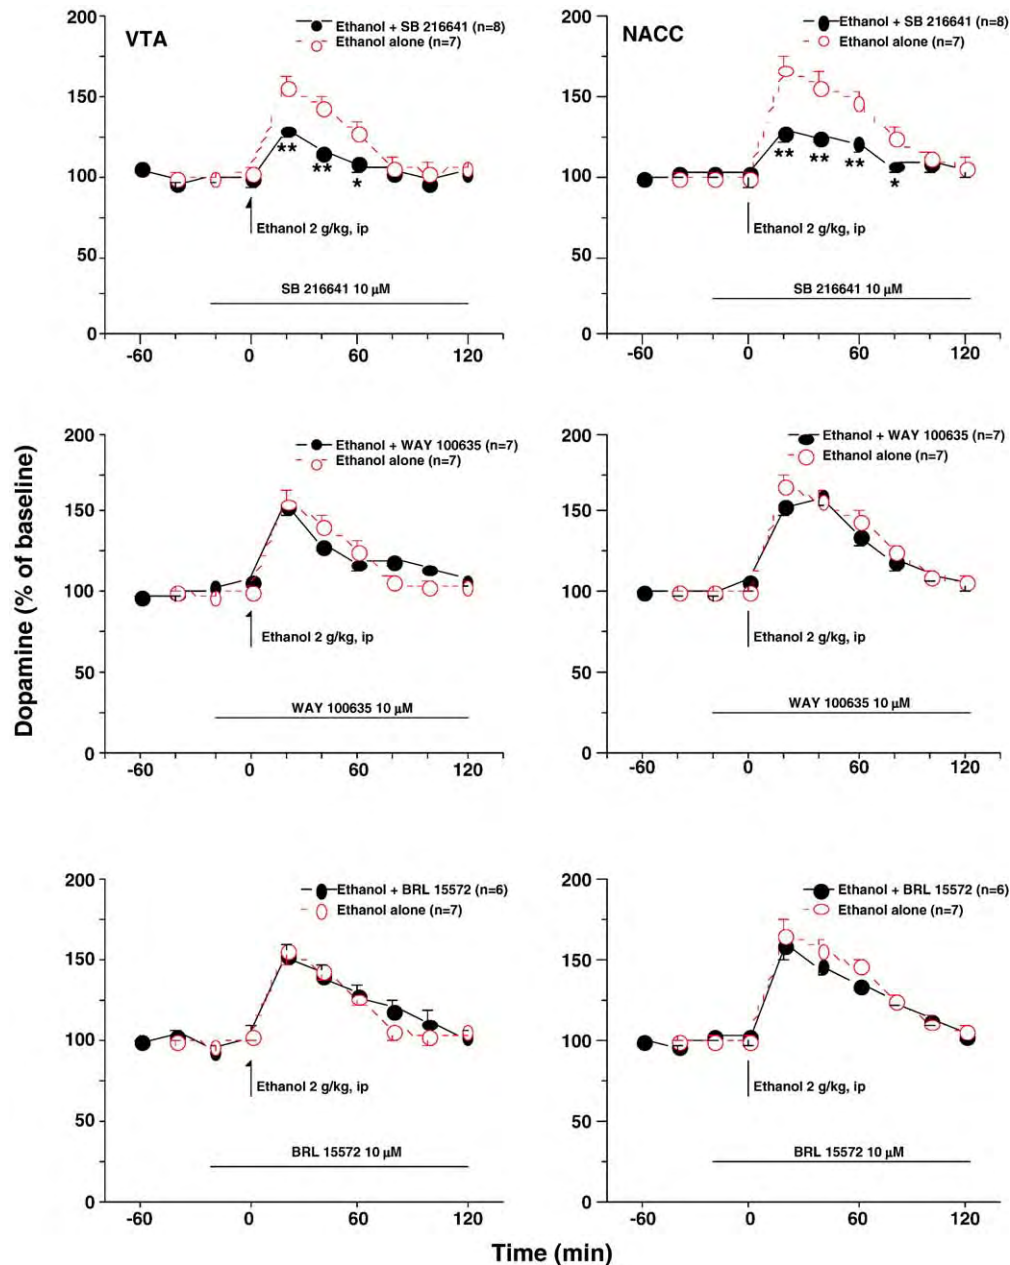 VTA
Ethanol + SB 216641 (n=8)
Ethanol alone (n=7)
200
150
100
50
0
**
**
*
Ethanol 2 g/kg, ip
SB 216641 10 µM
-60
0
60
120
NACC
Ethanol + SB 216641 (n=8)
Ethanol alone (n=7)
200
150
100
50
0
**
**
**
*
Ethanol 2 g/kg, ip
SB 216641 10 µM
-60
0
60
120
Dopamine (% of baseline)
Ethanol + WAY 100635 (n=7)
Ethanol alone (n=7)
200
150
100
50
0
Ethanol 2 g/kg, ip
WAY 100635 10 µM
-60
0
60
120
Ethanol + WAY 100635 (n=7)
Ethanol alone (n=7)
200
150
100
50
0
Ethanol 2 g/kg, ip
WAY 100635 10 µM
-60
0
60
120
Ethanol + BRL 15572 (n=6)
Ethanol alone (n=7)
200
150
100
50
0
Ethanol 2 g/kg, ip
BRL 15572 10 µM
-60
0
60
120
Ethanol + BRL 15572 (n=6)
Ethanol alone (n=7)
200
150
100
50
0
Ethanol 2 g/kg, ip
BRL 15572 10 µM
-60
0
60
120
Time (min)